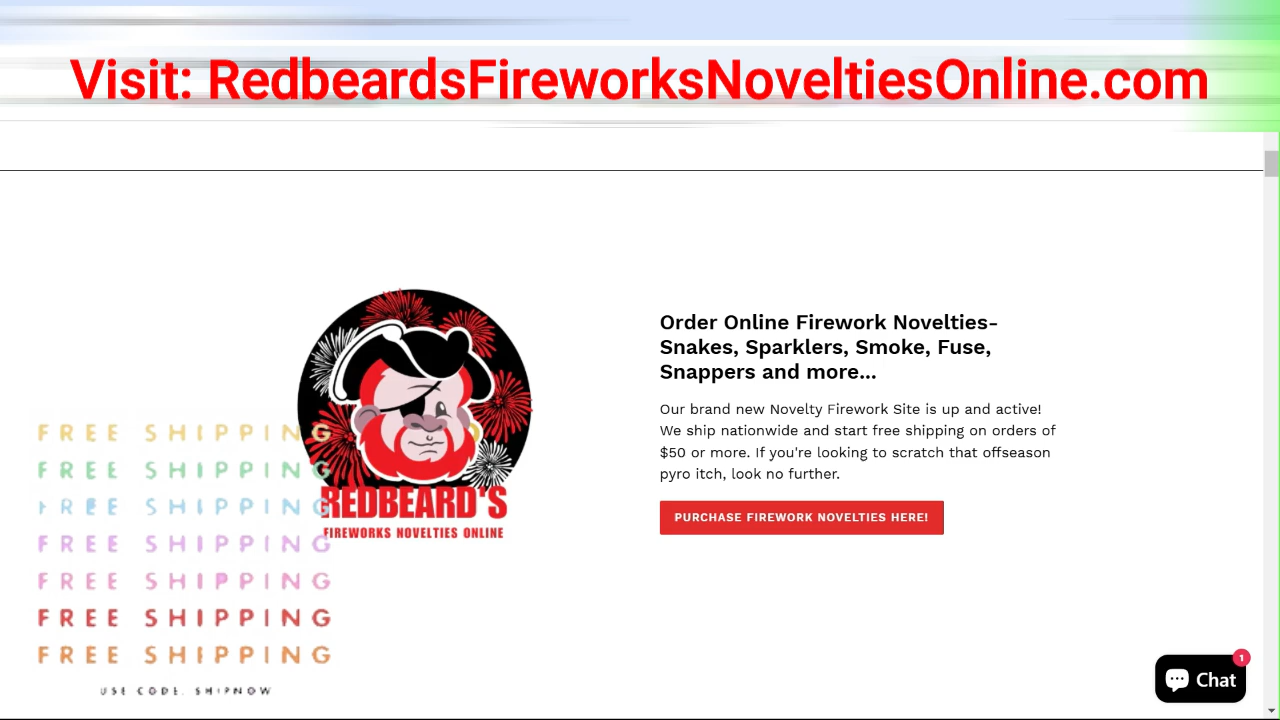 Visit: RedbeardsFireworksNoveltiesOnline.com
REDBEARD'S
FIREWORKS NOVELTIES ONLINE
Order Online Firework Novelties-
Snakes, Sparklers, Smoke, Fuse,
Snappers and more...
Our brand new Novelty Firework Site is up and active!
We ship nationwide and start free shipping on orders of
$50 or more. If you're looking to scratch that offseason
pyro itch, look no further.
PURCHASE FIREWORK NOVELTIES HERE!
FREE SHIPPING
FREE SHIPPING
FREE SHIPPING
FREE SHIPPING
FREE SHIPPING
FREE SHIPPING
FREE SHIPPING
USE CODE. SHIPNOW
1
Chat